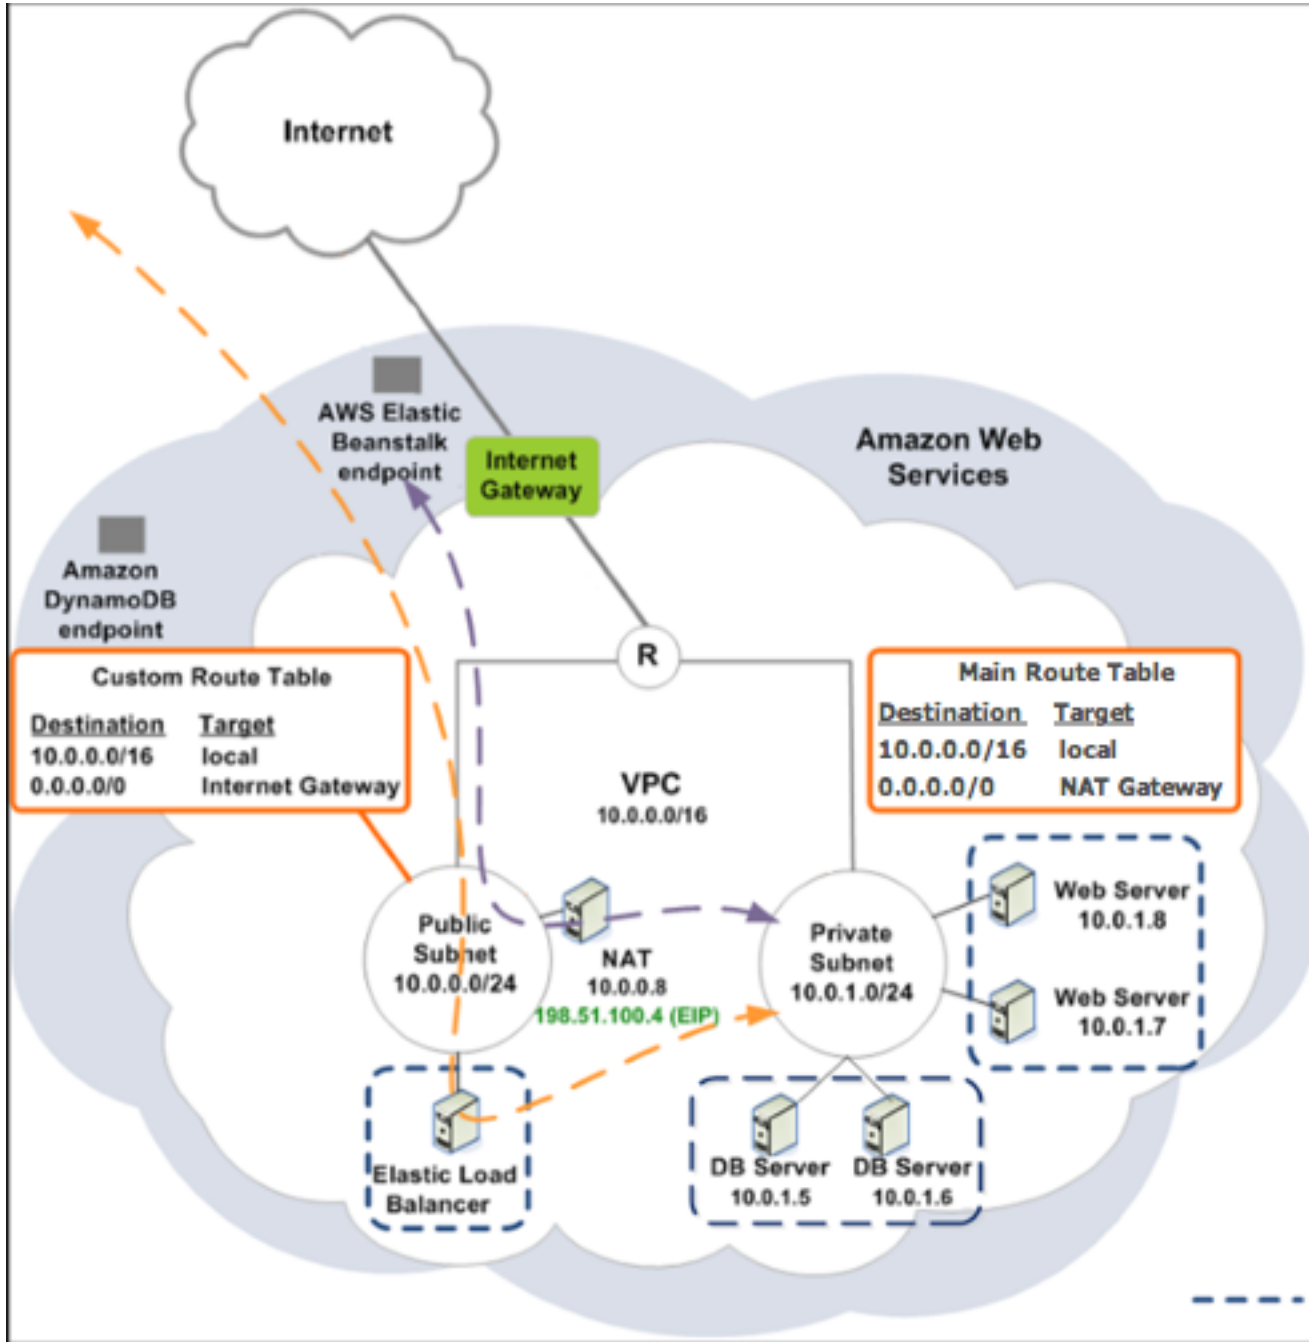 Internet
AWS Elastic
Beanstalk
endpoint
Internet
Gateway
Amazon Web
Services
Amazon
DynamoDB
endpoint
R
Custom Route Table
Destination Target
10.0.0.0/16 local
0.0.0.0/0 Internet Gateway
Main Route Table
Destination Target
10.0.0.0/16 local
0.0.0.0/0 NAT Gateway
VPC
10.0.0.0/16
Public
Subnet
10.0.0.0/24
NAT
10.0.0.8
198.51.100.4 (EIP)
Private
Subnet
10.0.1.0/24
Web Server
10.0.1.8
Web Server
10.0.1.7
Elastic Load
Balancer
DB Server
10.0.1.5
DB Server
10.0.1.6